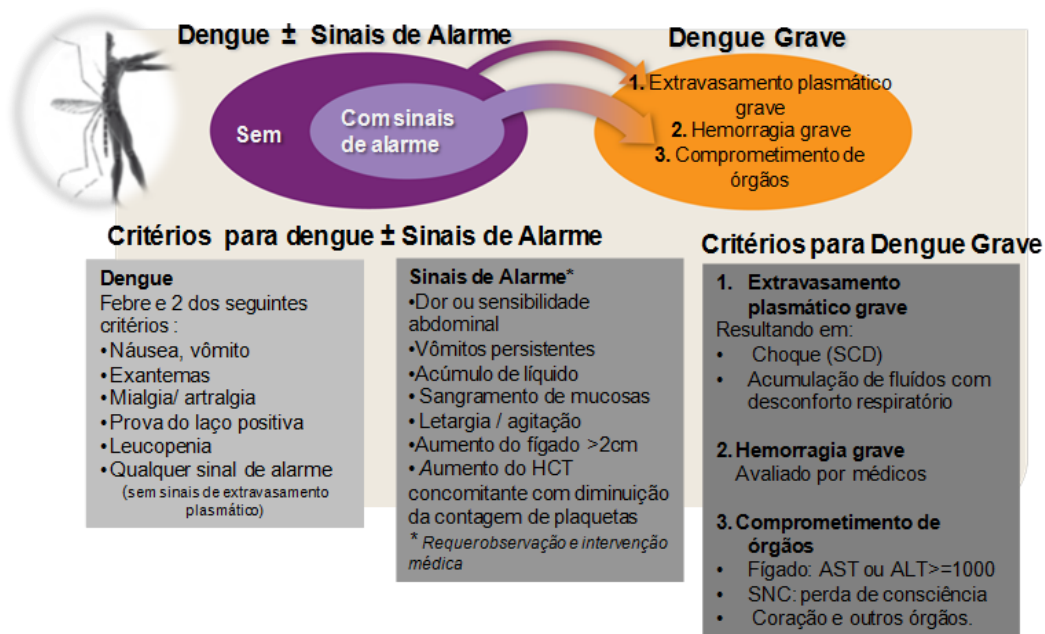 Dengue ± Sinais de Alarme
Sem
Com sinais
de alarme
Dengue Grave
1. Extravasamento plasmático
grave
2. Hemorragia grave
3. Comprometimento de
órgãos
Critérios para dengue ± Sinais de Alarme
Dengue
Febre e 2 dos seguintes
critérios :
•Náusea, vômito
•Exantemas
•Mialgia/ artralgia
•Prova do laço positiva
•Leucopenia
•Qualquer sinal de alarme
(sem sinais de extravasamento
plasmático)
Sinais de Alarme*
•Dor ou sensibilidade
abdominal
•Vômitos persistentes
•Acúmulo de líquido
• Sangramento de mucosas
•Letargia / agitação
•Aumento do fígado >2cm
•Aumento do HCT
concomitante com diminuição
da contagem de plaquetas
* Requer observação e intervenção
médica
Critérios para Dengue Grave
1. Extravasamento
plasmático grave
Resultando em:
• Choque (SCD)
• Acumulação de fluídos com
desconforto respiratório
2. Hemorragia grave
Avaliado por médicos
3. Comprometimento de
órgãos
• Fígado: AST ou ALT>=1000
• SNC: perda de consciência
• Coração e outros órgãos.